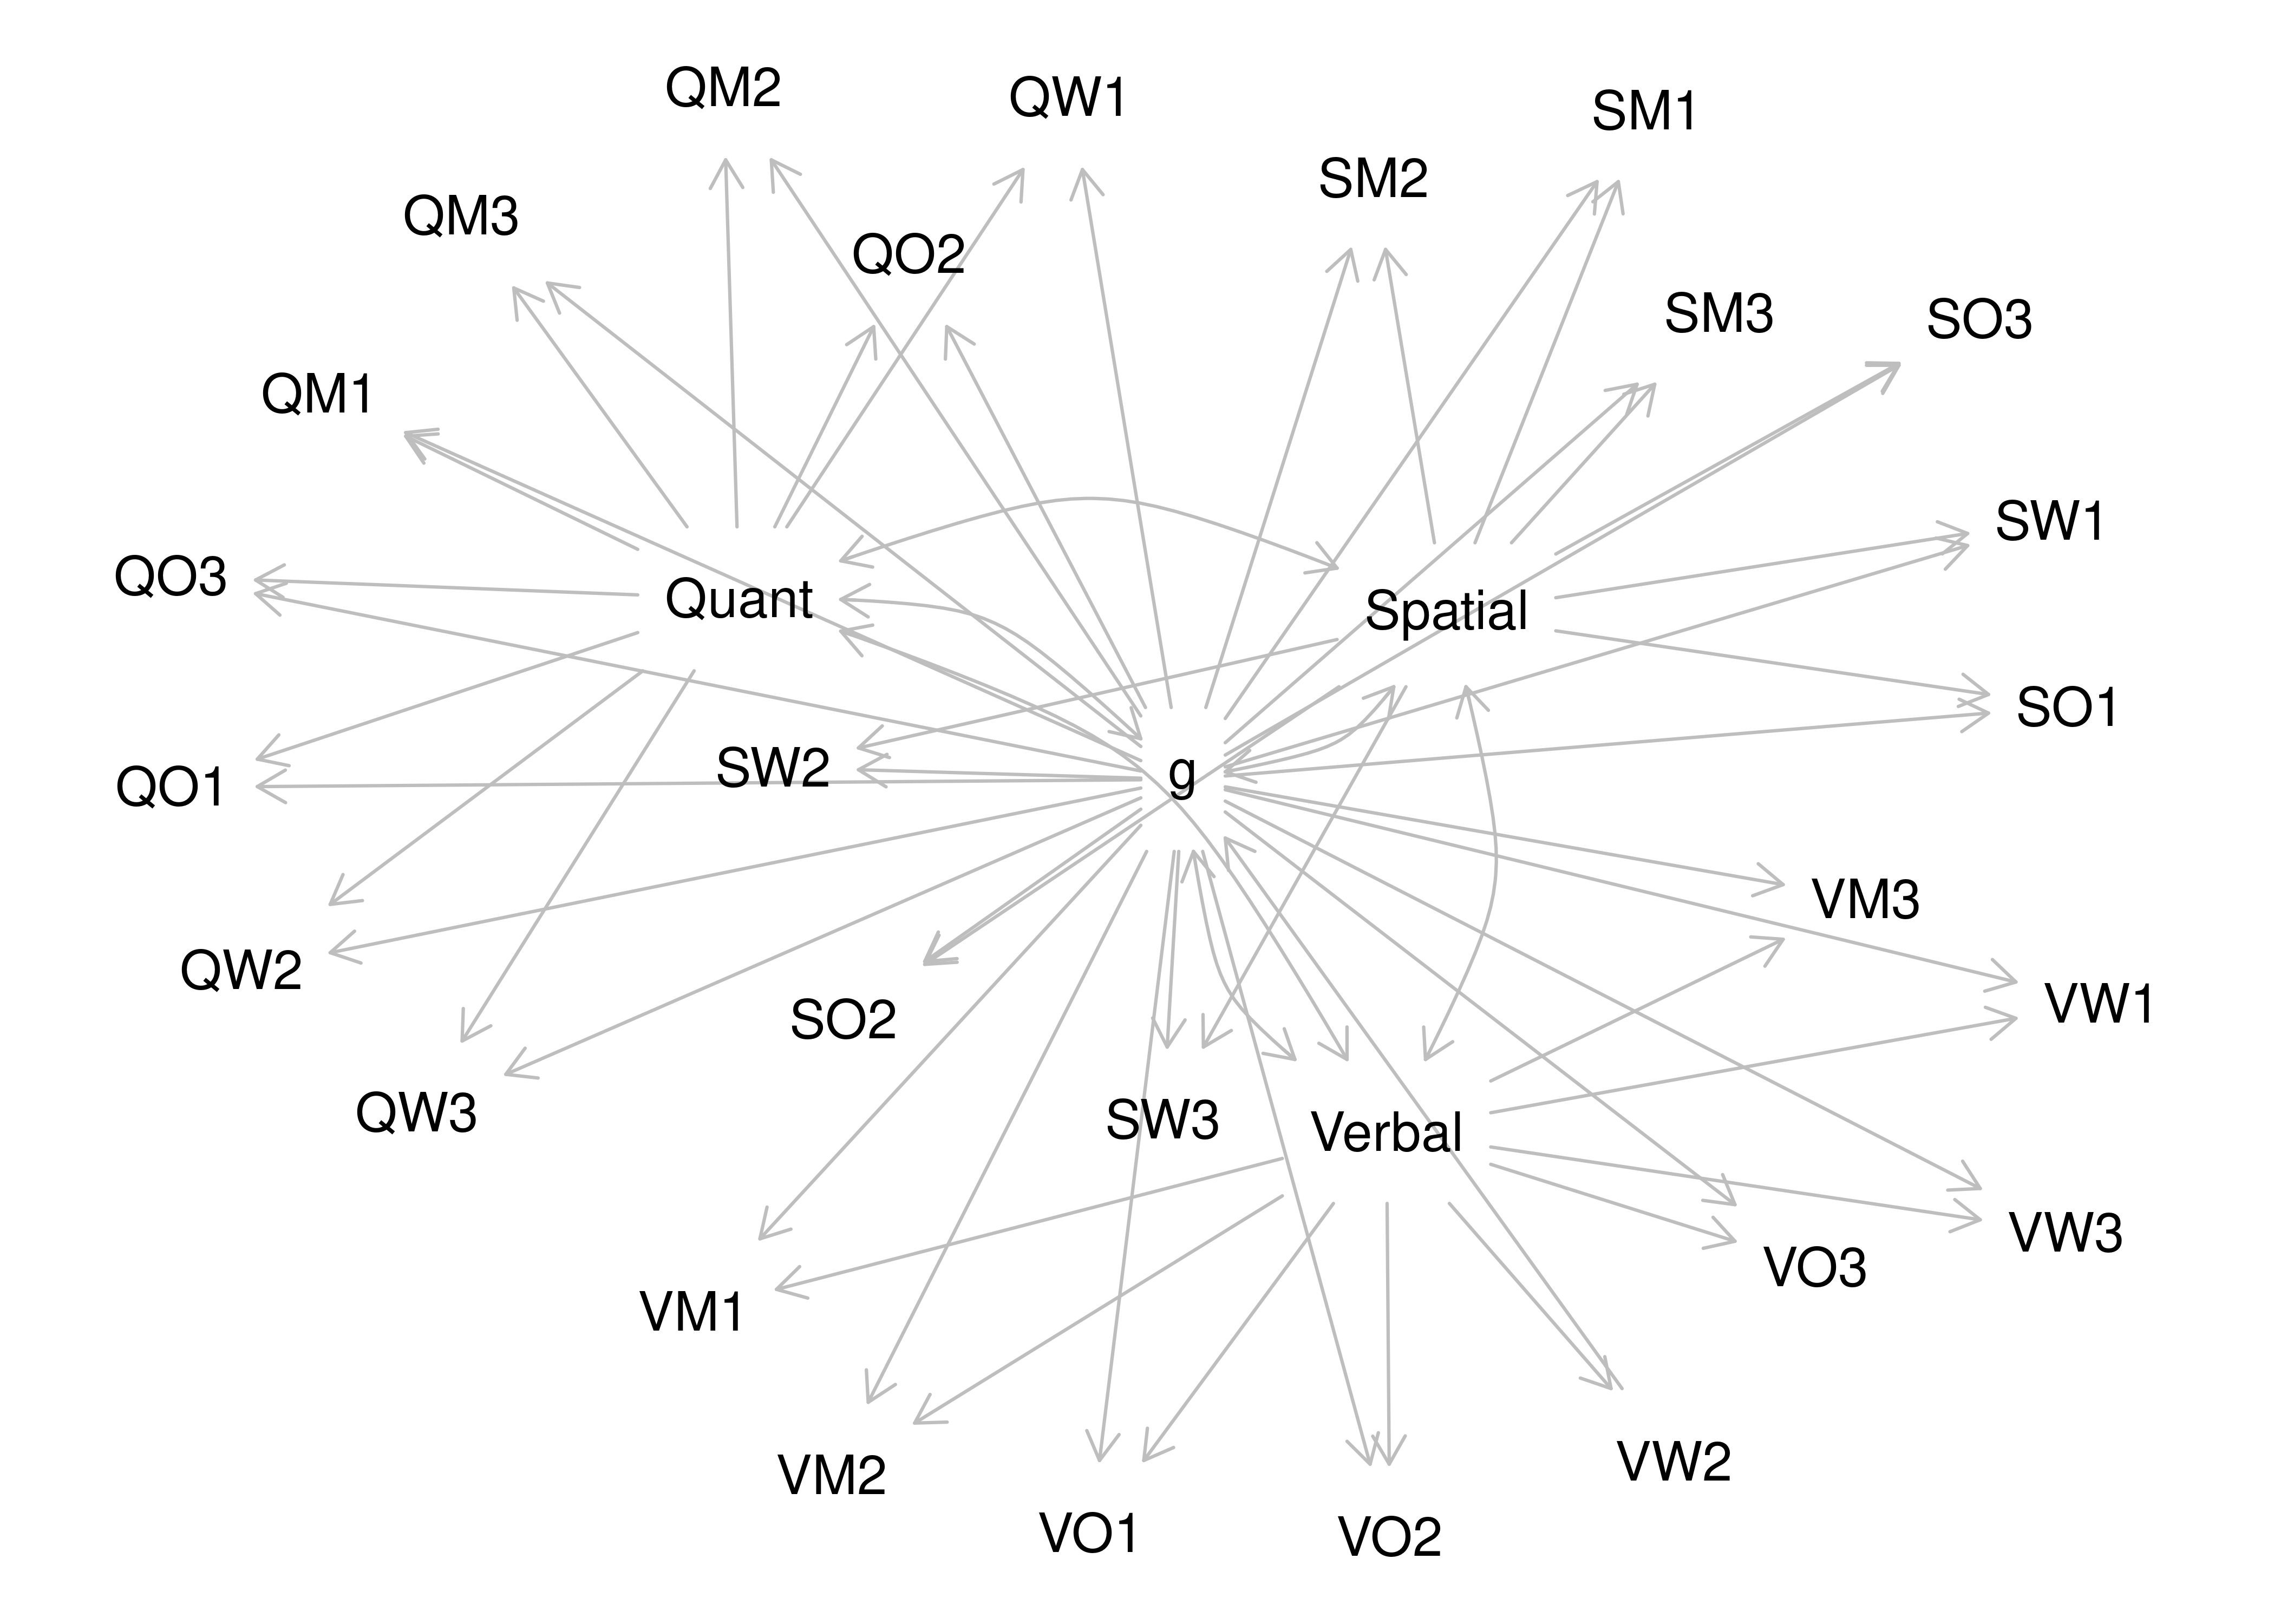 QM2
QW1
SM1
SM2
QM3
QO2
SM3
SO3
QM1
SW1
QO3
Quant
Spatial
SO1
SW2
g
QO1
VM3
QW2
VW1
SO2
QW3
SW3
Verbal
VW3
VO3
VM1
VW2
VM2
VO1
VO2